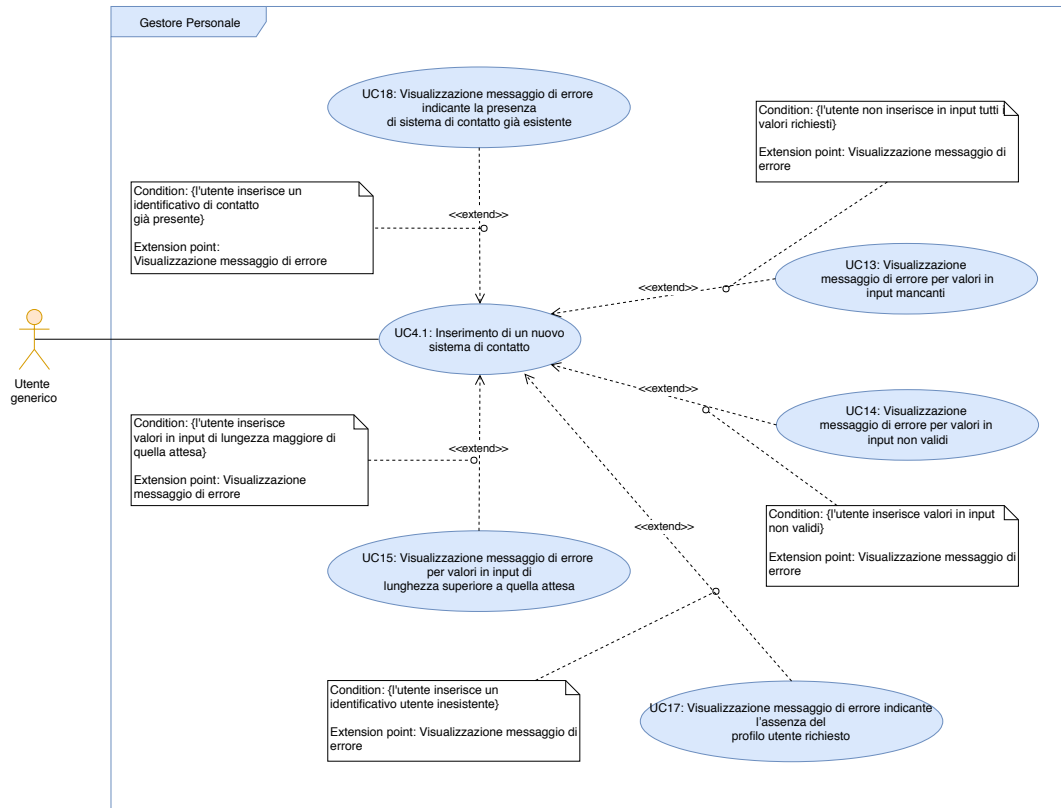 Gestore Personale
UC18: Visualizzazione messaggio di errore
indicante la presenza
di sistema di contatto già esistente
Condition: {l'utente non inserisce in input tutti i
valori richiesti}
Extension point: Visualizzazione messaggio di
errore
Condition: {l'utente inserisce un
identificativo di contatto
già presente}
Extension point:
Visualizzazione messaggio di errore
<<extend>>
UC13: Visualizzazione
messaggio di errore per valori in
input mancanti
<<extend>>
UC4.1: Inserimento di un nuovo
sistema di contatto
Utente
generico
<<extend>>
UC14: Visualizzazione
messaggio di errore per valori in
input non validi
Condition: {l'utente inserisce
valori in input di lungezza maggiore di
quella attesa}
Extension point: Visualizzazione
messaggio di errore
<<extend>>
Condition: {l'utente inserisce valori in input
non validi}
Extension point: Visualizzazione messaggio di
errore
<<extend>>
UC15: Visualizzazione messaggio di errore
per valori in input di
lunghezza superiore a quella attesa
Condition: {l'utente inserisce un
identificativo utente inesistente}
Extension point: Visualizzazione messaggio di
errore
UC17: Visualizzazione messaggio di errore indicante
l'assenza del
profilo utente richiesto